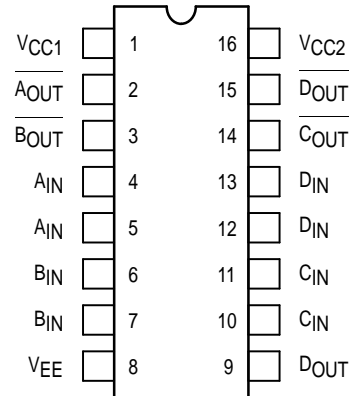 VCC1 1 16 VCC2
AOUT 2 15 DOUT
BOUT 3 14 COUT
AIN 4 13 DIN
AIN 5 12 DIN
BIN 6 11 CIN
BIN 7 10 CIN
VEE 8 9 DOUT